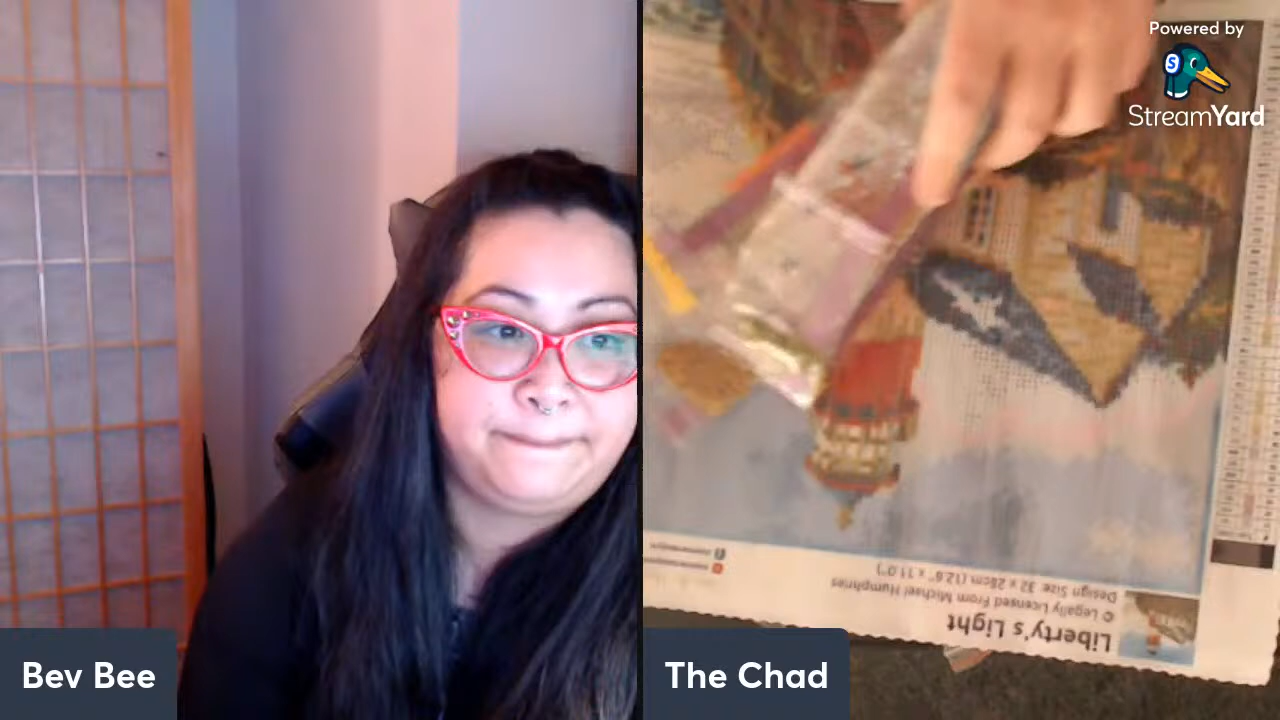 Powered by
StreamYard
Liberty's Light
© Legally Licensed From Michael Humphries
Design Size 32 x 28cm (12.6" x 11.0")
Bev Bee
The Chad